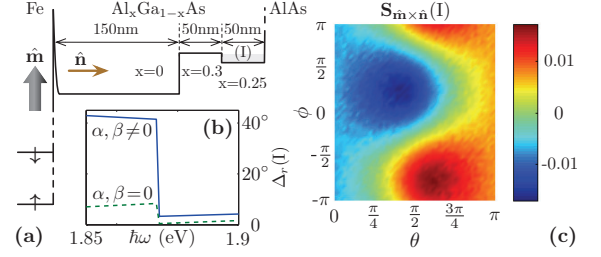 Fe
AlₓGa₁₋ₓAs
AlAs
150nm
50nm
50nm
m̂
n̂
(I)
x=0
x=0.3
x=0.25
(a)
α, β≠0
(b)
α, β=0
40°
20°
0
Δᵣ(I)
1.85
ħω (eV)
1.9
S_m̂×n̂(I)
π
π/2
ϕ
0
-π/2
-π
0
π/4
π/2
3π/4
π
θ
0.01
0
-0.01
(c)